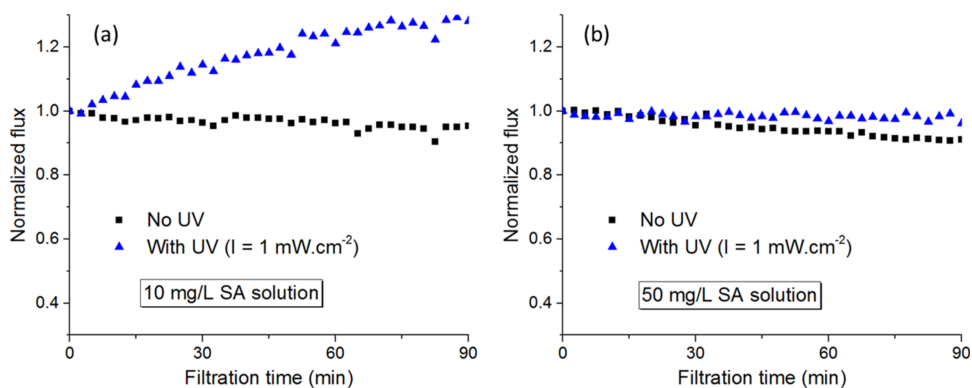 (a)
1.2
1.0
0.8
0.6
0.4
Normalized flux
No UV
With UV (I = 1 mW.cm⁻²)
10 mg/L SA solution
0
30
60
90
Filtration time (min)
(b)
1.2
1.0
0.8
0.6
0.4
Normalized flux
No UV
With UV (I = 1 mW.cm⁻²)
50 mg/L SA solution
0
30
60
90
Filtration time (min)